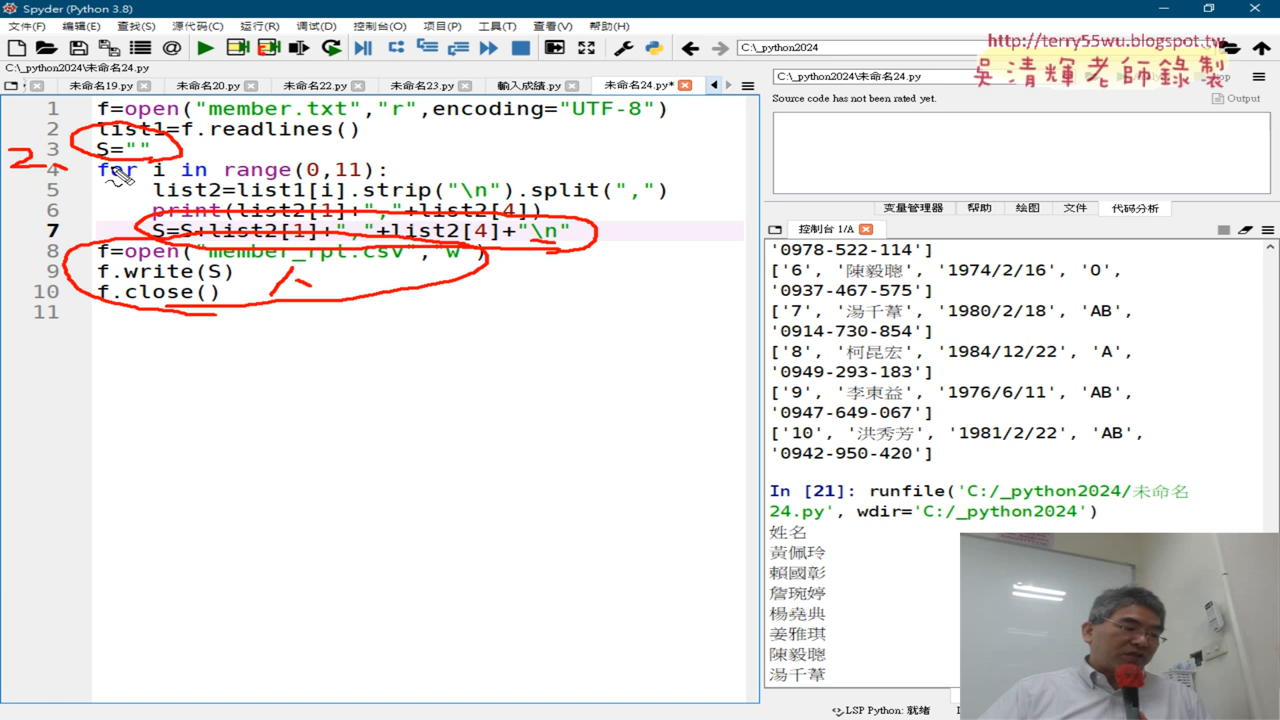 Spyder (Python 3.8)
文件(F) 编辑(E) 查找(S) 源代码(C) 运行(R) 调试(D) 控制台(O) 项目(P) 工具(T) 查看(V) 帮助(H)
C:\_python2024
http://terry55wu.blogspot.tw
吳清輝老師錄製
C:\_python2024\未命名24.py
未命名19.py 未命名20.py 未命名22.py 未命名23.py 輸入成績.py 未命名24.py*
1 f=open("member.txt","r",encoding="UTF-8")
2 list1=f.readlines()
3 S=""
4 for i in range(0,11):
5 list2=list1[i].strip("\n").split(",")
6 print(list2[1]+","+list2[4])
7 S=S+list2[1]+","+list2[4]+"\n"
8 f=open("member_rpt.csv","w")
9 f.write(S)
10 f.close()
11
2、
C:\_python2024\未命名24.py
Source code has not been rated yet.
Output
变量管理器 帮助 绘图 文件 代码分析
控制台 1/A
'0978-522-114']
['6', '陳毅聰', '1974/2/16', 'O',
'0937-467-575']
['7', '湯千葦', '1980/2/18', 'AB',
'0914-730-854']
['8', '柯昆宏', '1984/12/22', 'A',
'0949-293-183']
['9', '李東益', '1976/6/11', 'AB',
'0947-649-067']
['10', '洪秀芳', '1981/2/22', 'AB',
'0942-950-420']
In [21]: runfile('C:/_python2024/未命名
24.py', wdir='C:/_python2024')
姓名
黃佩玲
賴國彰
詹琬婷
楊堯典
姜雅琪
陳毅聰
湯千葦
LSP Python: 就绪